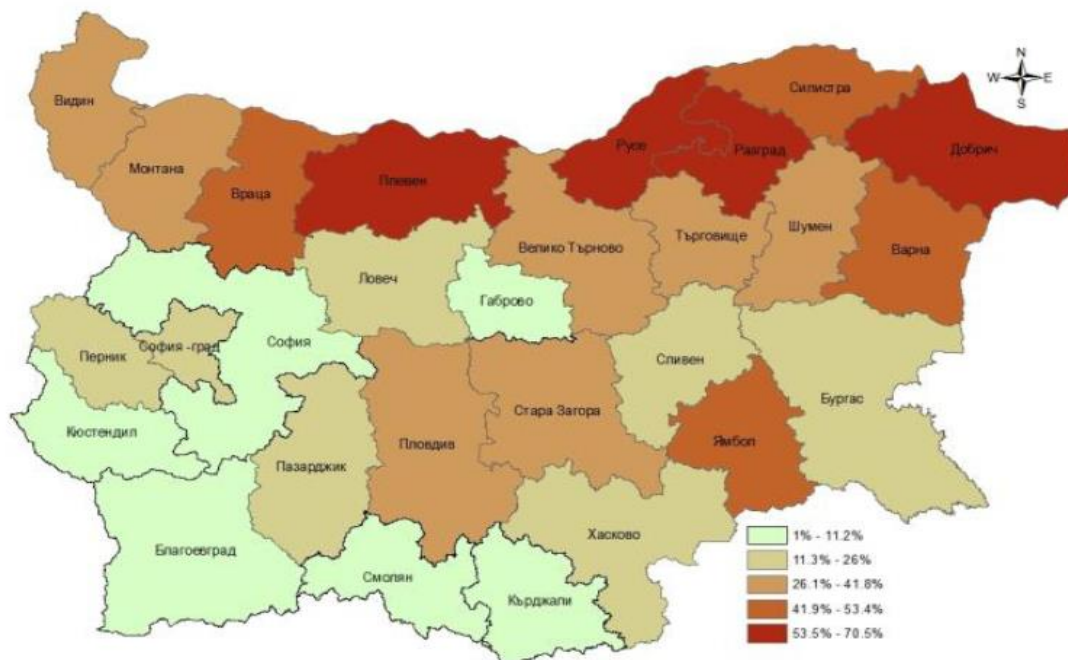 N
W E
S
Видин
Монтана
Враца
Плевен
Русе
Разград
Силистра
Добрич
Велико Търново
Търговище
Шумен
Варна
Ловеч
Габрово
София
София -град
Перник
Кюстендил
Сливен
Бургас
Стара Загора
Ямбол
Пловдив
Пазарджик
Хасково
Благоевград
Смолян
Кърджали
1% - 11.2%
11.3% - 26%
26.1% - 41.8%
41.9% - 53.4%
53.5% - 70.5%